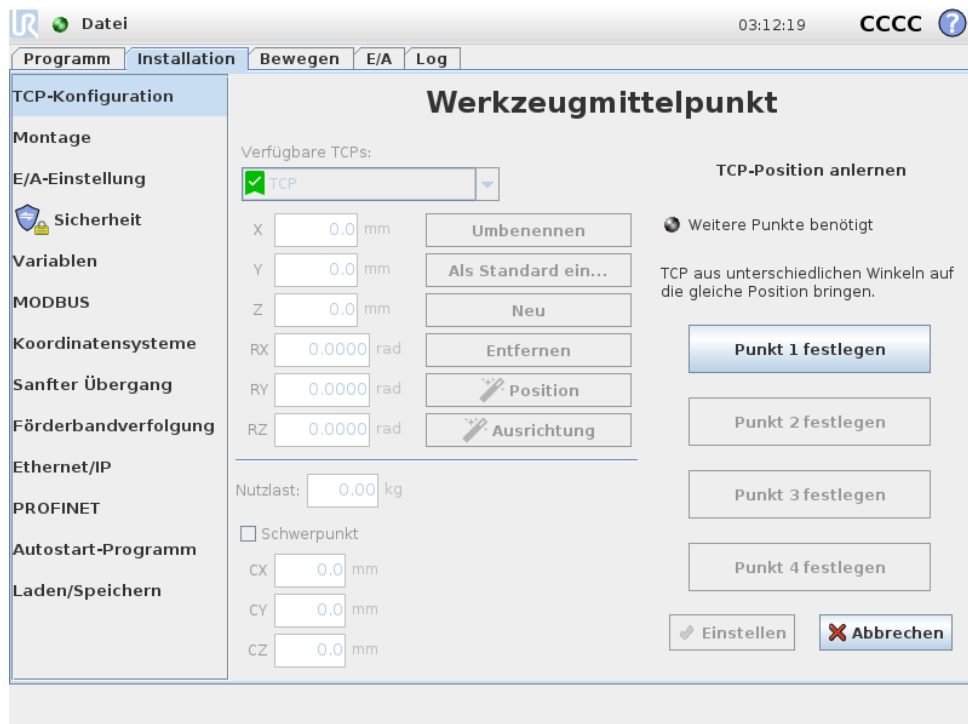 UR Datei 03:12:19 CCCC ?
Programm Installation Bewegen E/A Log
TCP-Konfiguration
Montage
E/A-Einstellung
Sicherheit
Variablen
MODBUS
Koordinatensysteme
Sanfter Übergang
Förderbandverfolgung
Ethernet/IP
PROFINET
Autostart-Programm
Laden/Speichern
Werkzeugmittelpunkt
Verfügbare TCPs:
TCP
X 0.0 mm Umbenennen
Y 0.0 mm Als Standard ein...
Z 0.0 mm Neu
RX 0.0000 rad Entfernen
RY 0.0000 rad Position
RZ 0.0000 rad Ausrichtung
Nutzlast: 0.00 kg
Schwerpunkt
CX 0.0 mm
CY 0.0 mm
CZ 0.0 mm
TCP-Position anlernen
Weitere Punkte benötigt
TCP aus unterschiedlichen Winkeln auf
die gleiche Position bringen.
Punkt 1 festlegen
Punkt 2 festlegen
Punkt 3 festlegen
Punkt 4 festlegen
Einstellen Abbrechen